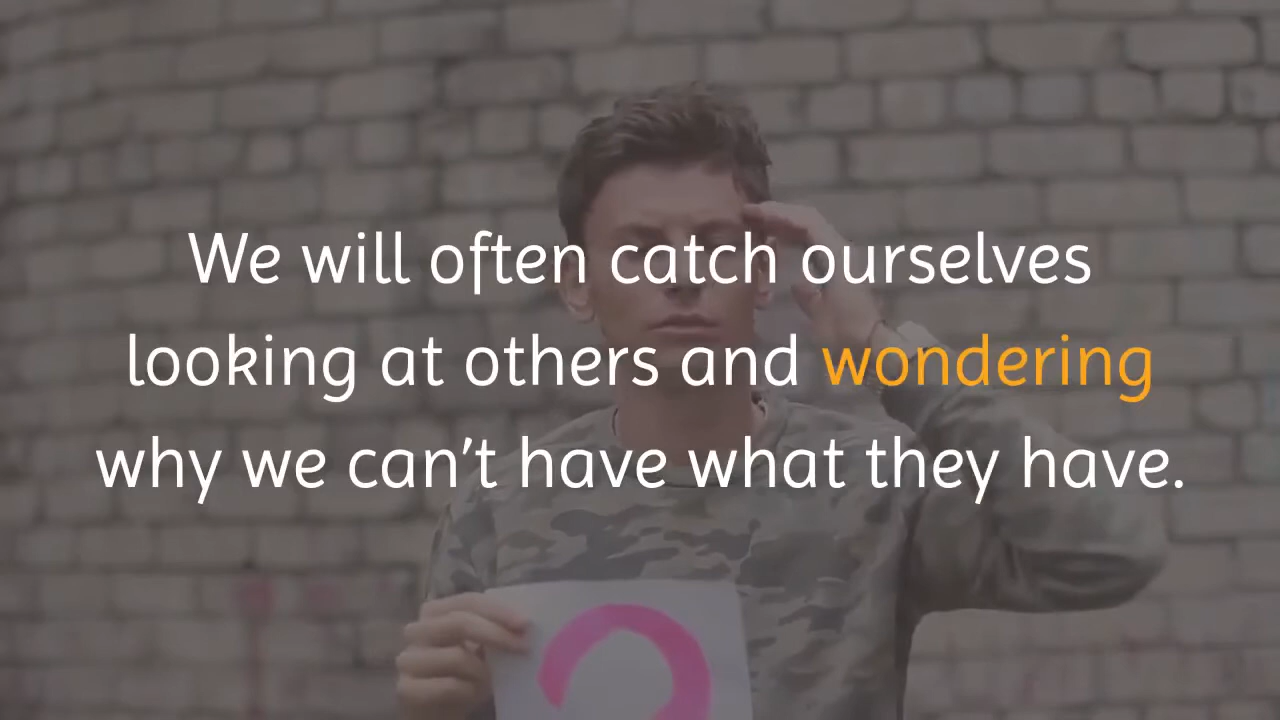 We will often catch ourselves
looking at others and wondering
why we can't have what they have.